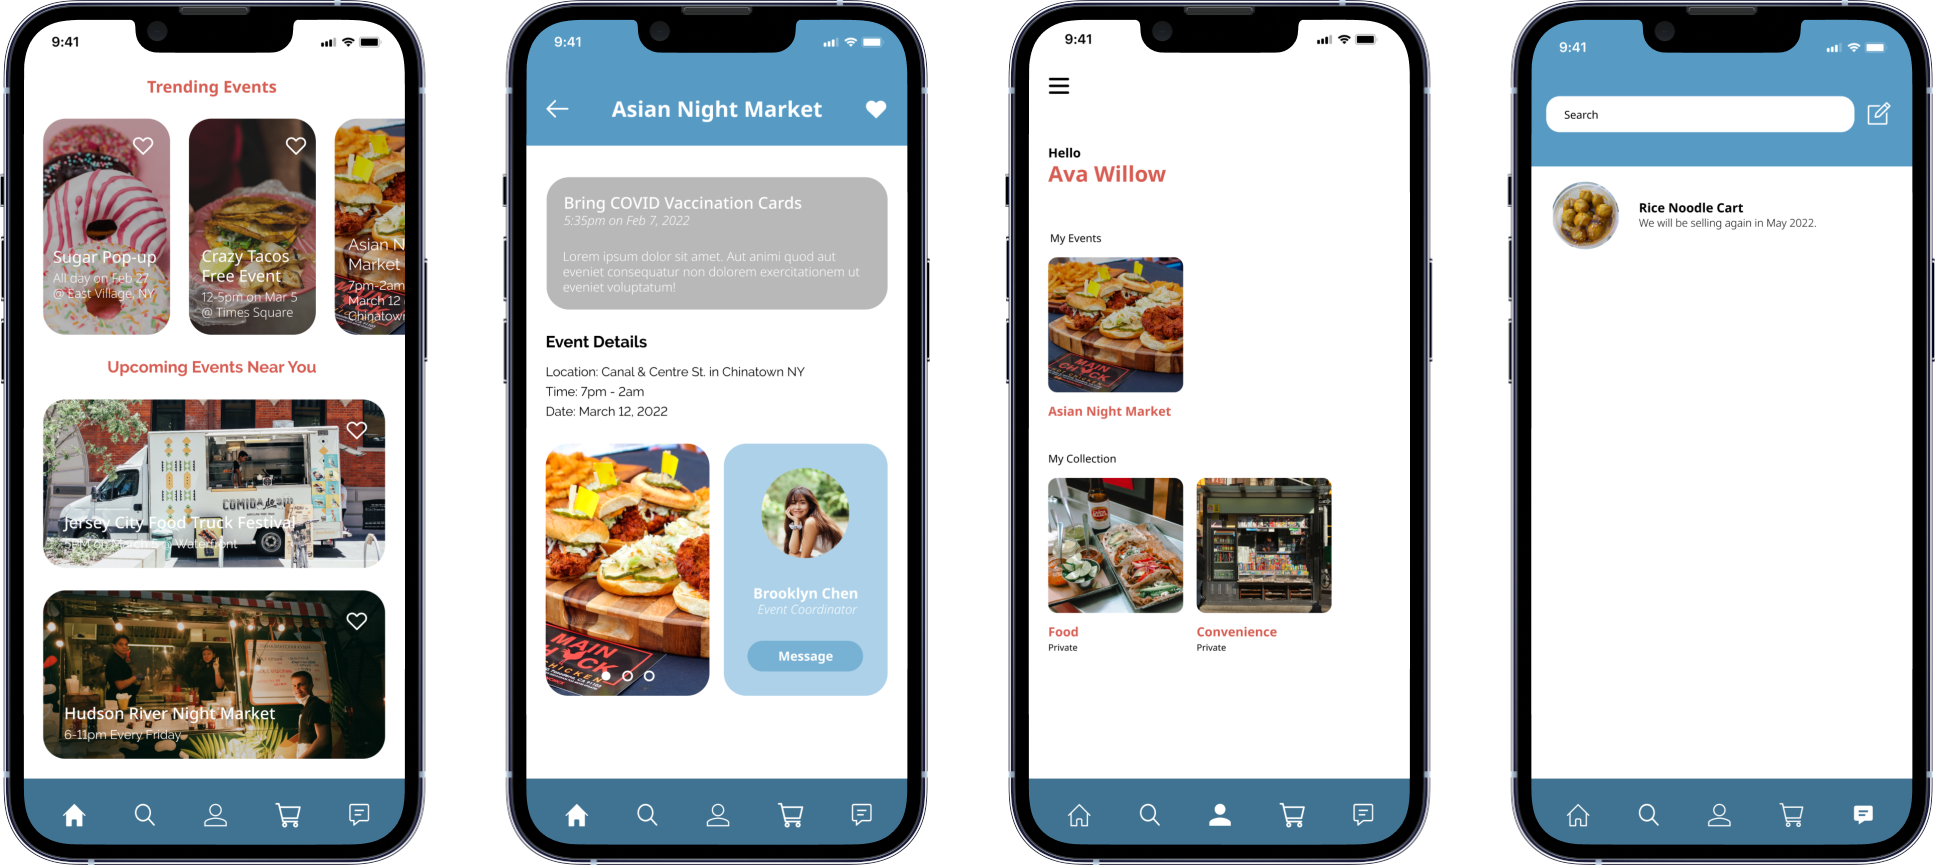 9:41
Trending Events
Sugar Pop-up
All day on Feb 27
@ East Village, NY
Crazy Tacos
Free Event
12-5pm on Mar 5
@ Times Square
Asian N
Market
7pm-2am
March 12
Chinatown
Upcoming Events Near You
COMIDA
Jersey City Food Truck Festival
Waterfront
Hudson River Night Market
6-11pm Every Friday
9:41
Asian Night Market
Bring COVID Vaccination Cards
5:35pm on Feb 7, 2022
Lorem ipsum dolor sit amet. Aut animi quod aut
eveniet consequatur non dolorem exercitationem ut
eveniet voluptatum!
Event Details
Location: Canal & Centre St. in Chinatown NY
Time: 7pm - 2am
Date: March 12, 2022
MAIN
CHICKEN
Brooklyn Chen
Event Coordinator
Message
9:41
Hello
Ava Willow
My Events
MAIN
Asian Night Market
My Collection
Food
Private
Convenience
Private
9:41
Search
Rice Noodle Cart
We will be selling again in May 2022.